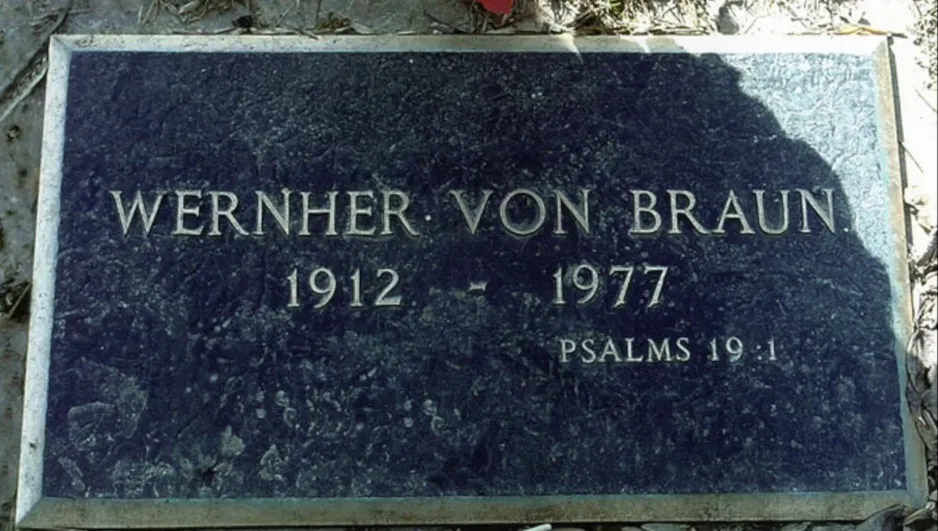 WERNHER VON BRAUN
1912 - 1977
PSALMS 19:1